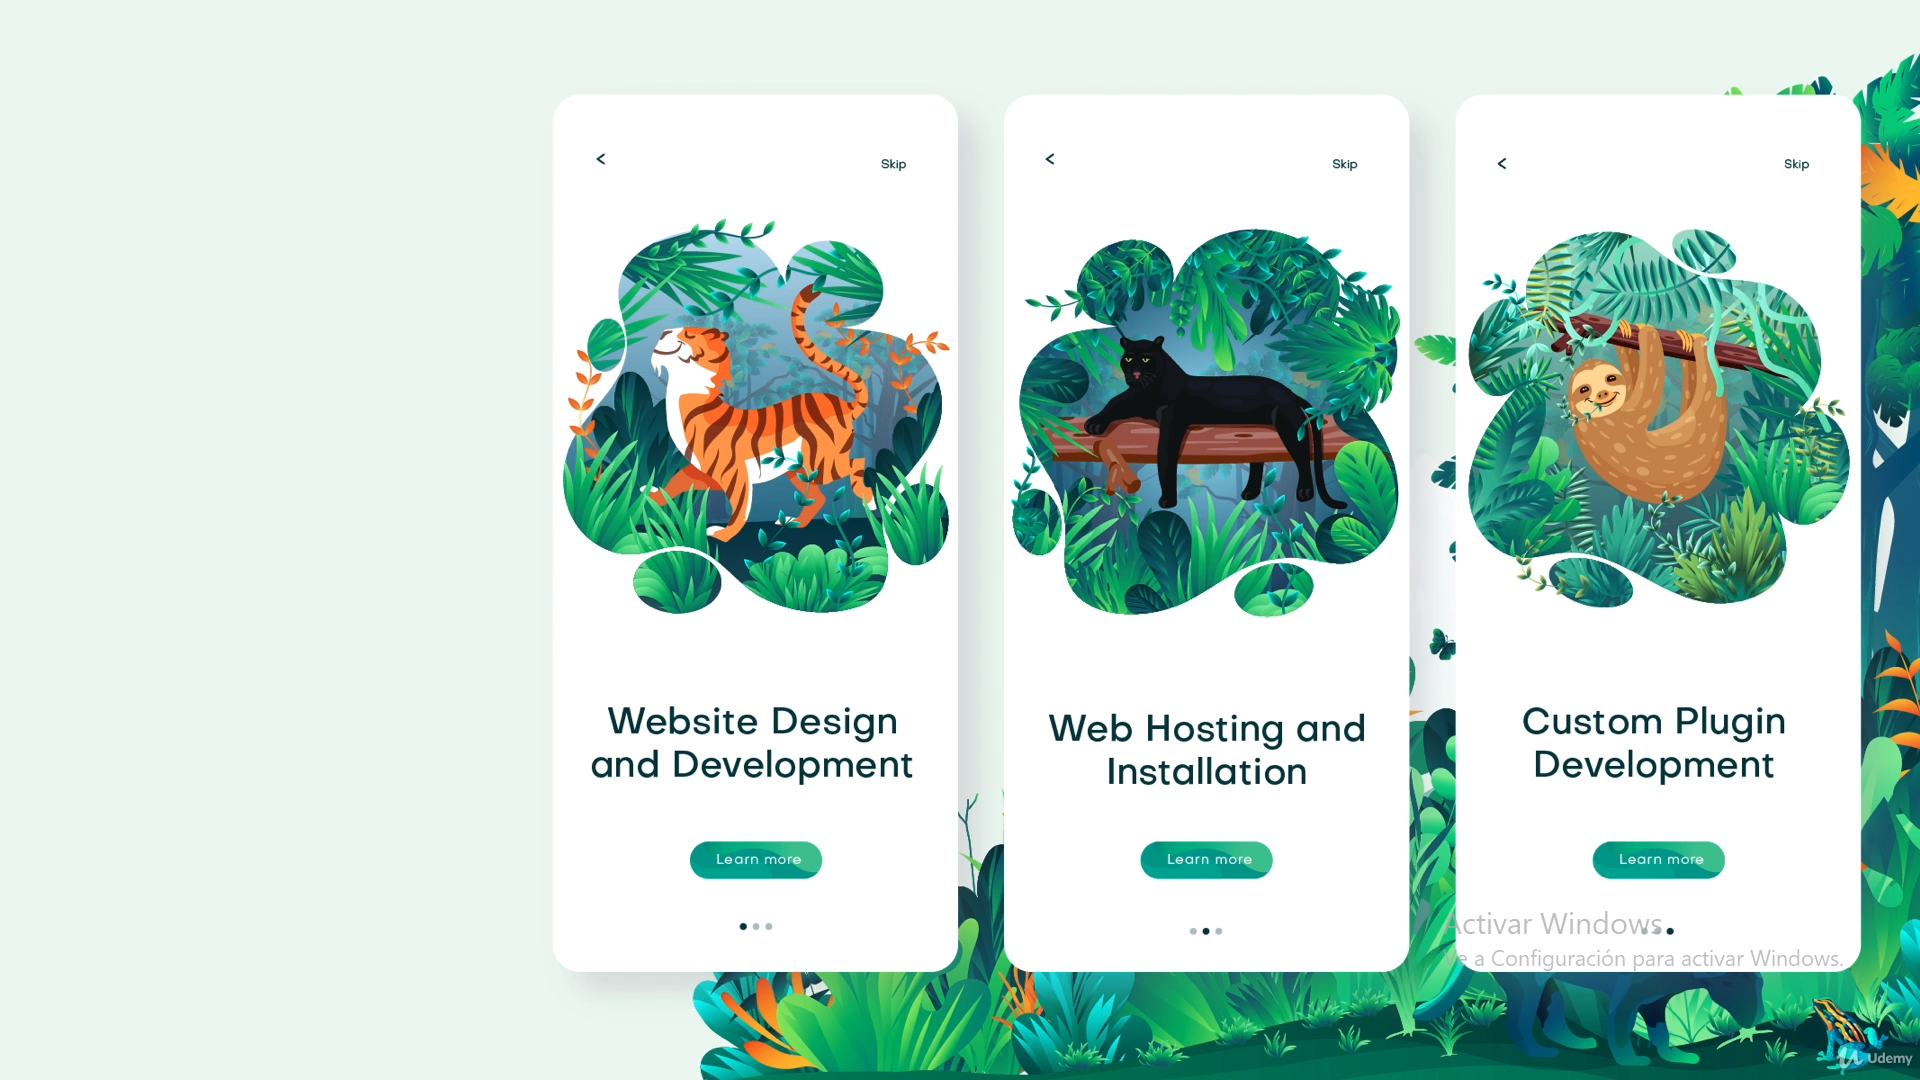 <
Skip
Website Design
and Development
Learn more
<
Skip
Web Hosting and
Installation
Learn more
<
Skip
Custom Plugin
Development
Learn more
Activar Windows
Ve a Configuración para activar Windows.
Udemy